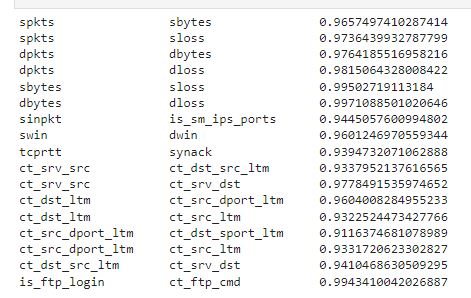 spkts sbytes 0.9657497410287414
spkts sloss 0.9736439932787799
dpkts dbytes 0.9764185516958216
dpkts dloss 0.9815064328008422
sbytes sloss 0.99502719113184
dbytes dloss 0.9971088501020646
sinpkt is_sm_ips_ports 0.9445057600994802
swin dwin 0.9601246970559344
tcprtt synack 0.9394732071062888
ct_srv_src ct_dst_src_ltm 0.9337952137616565
ct_srv_src ct_srv_dst 0.9778491535974652
ct_dst_ltm ct_src_dport_ltm 0.9604008284955233
ct_dst_ltm ct_src_ltm 0.9322524473427766
ct_src_dport_ltm ct_dst_sport_ltm 0.9116374681078989
ct_src_dport_ltm ct_src_ltm 0.9331720623302827
ct_dst_src_ltm ct_srv_dst 0.9410468630509295
is_ftp_login ct_ftp_cmd 0.9943410042026887